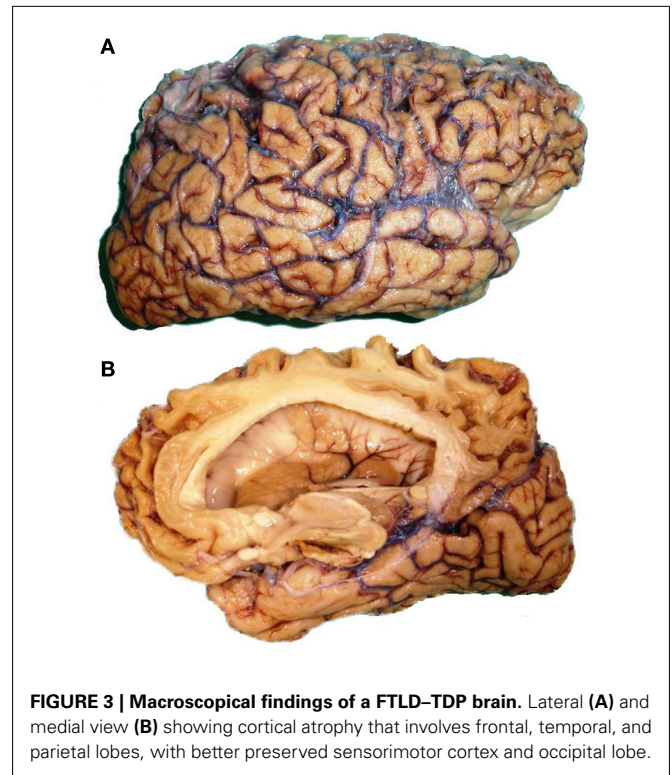 A
B
FIGURE 3 | Macroscopical findings of a FTLD–TDP brain. Lateral (A) and
medial view (B) showing cortical atrophy that involves frontal, temporal, and
parietal lobes, with better preserved sensorimotor cortex and occipital lobe.